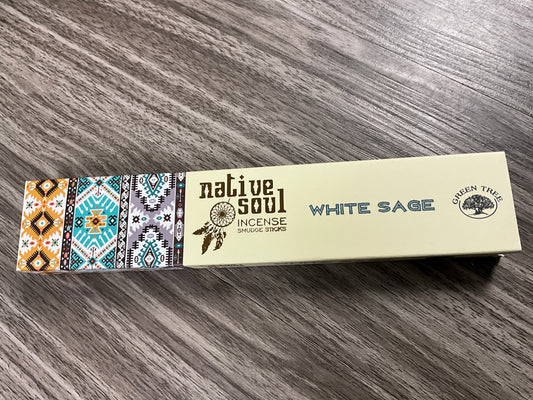 native
soul
INCENSE
SMUDGE STICKS
WHITE SAGE
GREEN TREE